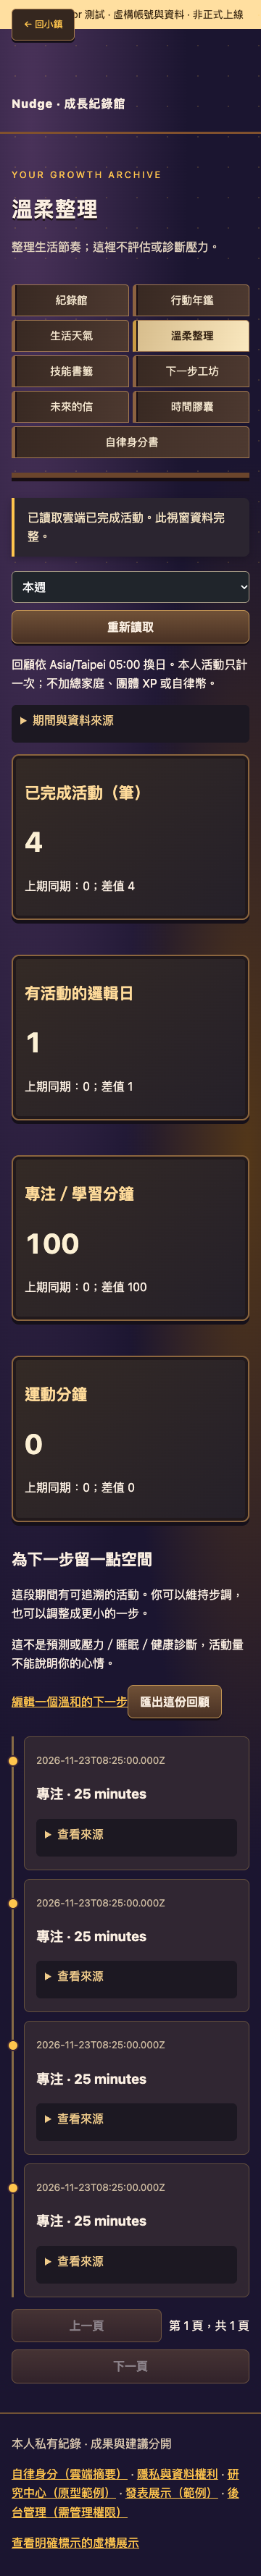 ← 回小鎮
or 測試 · 虛構帳號與資料 · 非正式上線
Nudge · 成長紀錄館
YOUR GROWTH ARCHIVE
溫柔整理
整理生活節奏；這裡不評估或診斷壓力。
紀錄館
行動年鑑
生活天氣
溫柔整理
技能書籤
下一步工坊
未來的信
時間膠囊
自律身分書
已讀取雲端已完成活動。此視窗資料完
整。
本週
重新讀取
回顧依 Asia/Taipei 05:00 換日。本人活動只計
一次；不加總家庭、團體 XP 或自律幣。
▶ 期間與資料來源
已完成活動（筆）
4
上期同期：0；差值 4
有活動的邏輯日
1
上期同期：0；差值 1
專注 / 學習分鐘
100
上期同期：0；差值 100
運動分鐘
0
上期同期：0；差值 0
為下一步留一點空間
這段期間有可追溯的活動。你可以維持步調，
也可以調整成更小的一步。
這不是預測或壓力 / 睡眠 / 健康診斷，活動量
不能說明你的心情。
編輯一個溫和的下一步
匯出這份回顧
2026-11-23T08:25:00.000Z
專注 · 25 minutes
▶ 查看來源
2026-11-23T08:25:00.000Z
專注 · 25 minutes
▶ 查看來源
2026-11-23T08:25:00.000Z
專注 · 25 minutes
▶ 查看來源
2026-11-23T08:25:00.000Z
專注 · 25 minutes
▶ 查看來源
上一頁
第 1 頁，共 1 頁
下一頁
本人私有紀錄 · 成果與建議分開
自律身分（雲端摘要） · 隱私與資料權利 · 研
究中心（原型範例） · 發表展示（範例） · 後
台管理（需管理權限）
查看明確標示的虛構展示